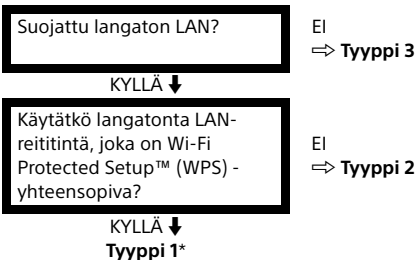 Suojattu langaton LAN?
EI
⇨ Tyyppi 3
KYLLÄ ⬇
Käytätkö langatonta LAN-
reititintä, joka on Wi-Fi
Protected Setup™ (WPS) -
yhteensopiva?
EI
⇨ Tyyppi 2
KYLLÄ ⬇
Tyyppi 1*